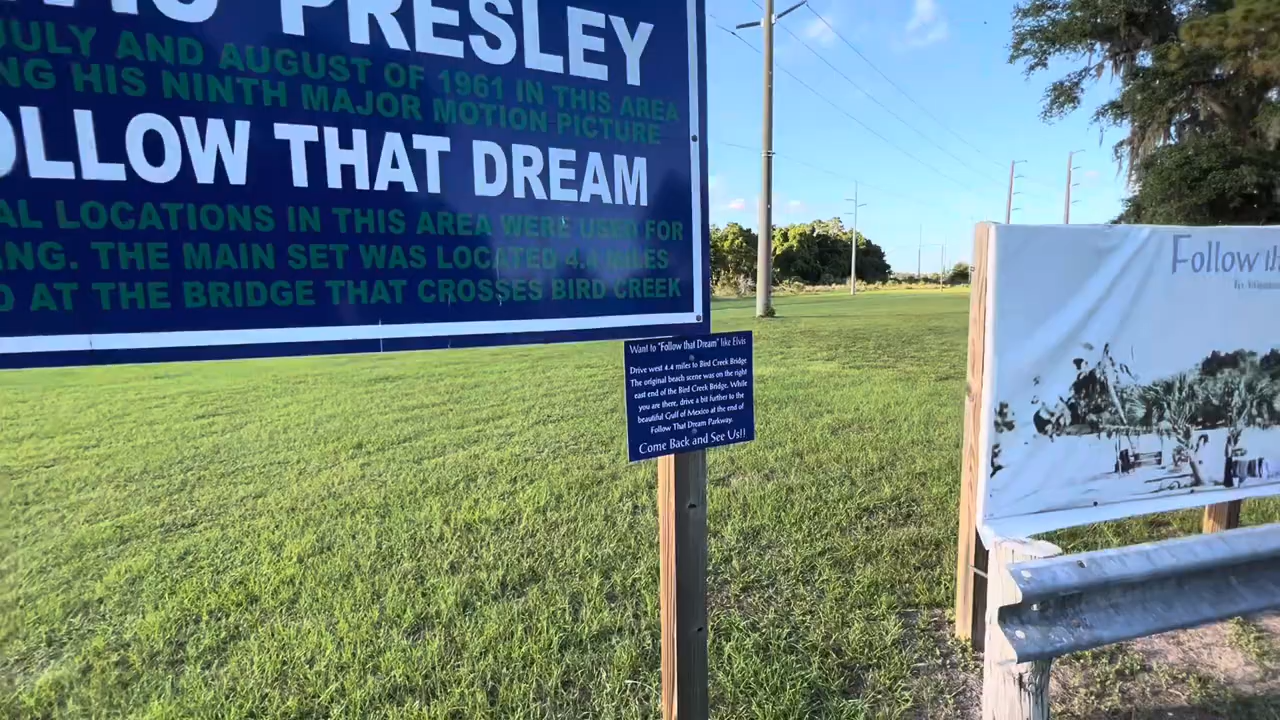 PRESLEY
JULY AND AUGUST OF 1961 IN THIS AREA
HIS NINTH MAJOR MOTION PICTURE
OLLOW THAT DREAM
AL LOCATIONS IN THIS AREA WERE USED FOR
NG. THE MAIN SET WAS LOCATED 4.4 MILES
AT THE BRIDGE THAT CROSSES BIRD CREEK
Want to "Follow that Dream" like Elvis
Drive west 4.4 miles to Bird Creek Bridge
The original beach scene was on the right
east end of the Bird Creek Bridge. While
you are there, drive a bit further to the
beautiful Gulf of Mexico at the end of
Follow That Dream Parkway.
Come Back and See Us!!
Follow